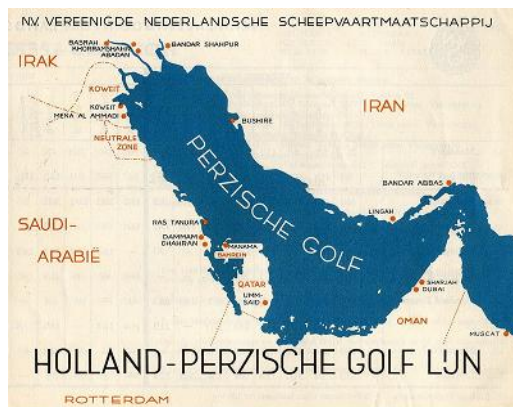 N.V. VEREENIGDE NEDERLANDSCHE SCHEEPVAARTMAATSCHAPPIJ
BASRAH
KHORRAMSHAHR
ABADAN
BANDAR SHAHPUR
IRAK
KOWEIT
IRAN
KOWEIT
MENA AL AHMADI
BUSHIRE
NEUTRALE
ZONE
PERZISCHE GOLF
BANDAR ABBAS
LINGAH
SAUDI-
ARABIË
RAS TANURA
DAMMAM
DHAHRAN
MANAMA
BAHREIN
QATAR
UMM-
SAID
SHARJAH
DUBAI
OMAN
MUSCAT
HOLLAND-PERZISCHE GOLF LIJN
ROTTERDAM